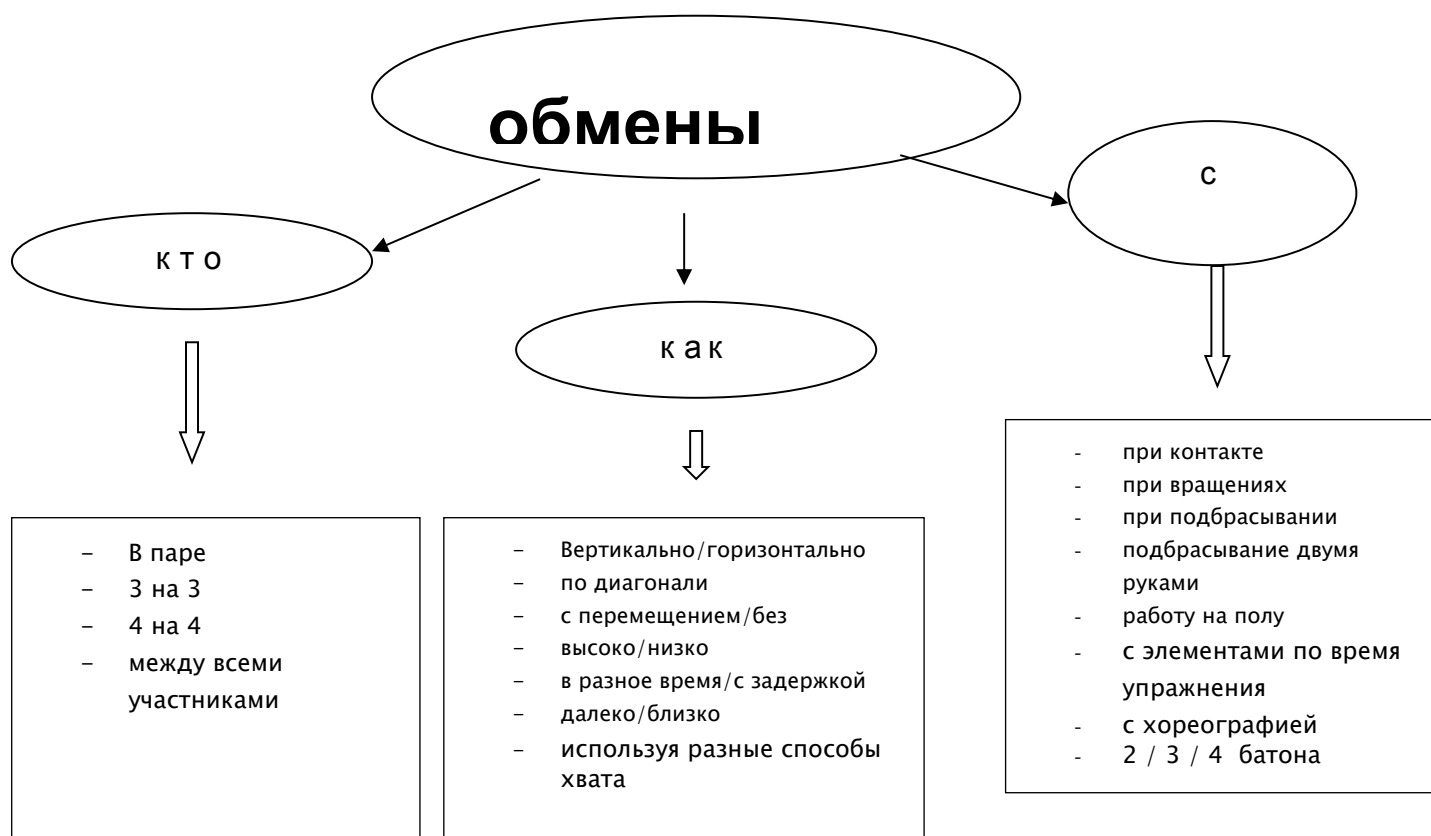 обмены
с
к т о
к а к
- В паре
- 3 на 3
- 4 на 4
- между всеми
участниками
- Вертикально/горизонтально
- по диагонали
- с перемещением/без
- высоко/низко
- в разное время/с задержкой
- далеко/близко
- используя разные способы
хвата
- при контакте
- при вращениях
- при подбрасывании
- подбрасывание двумя
руками
- работу на полу
- с элементами по время
упражнения
- с хореографией
- 2 / 3 / 4 батона